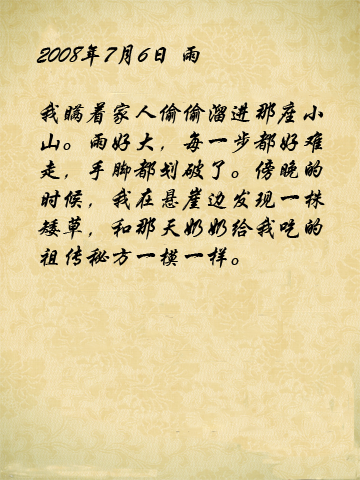 2008年7月6日 雨
我瞒着家人偷偷溜进那座小
山。雨好大，每一步都好难
走，手脚都划破了。傍晚的
时候，我在悬崖边发现一株
矮草，和那天奶奶给我吃的
祖传秘方一模一样。